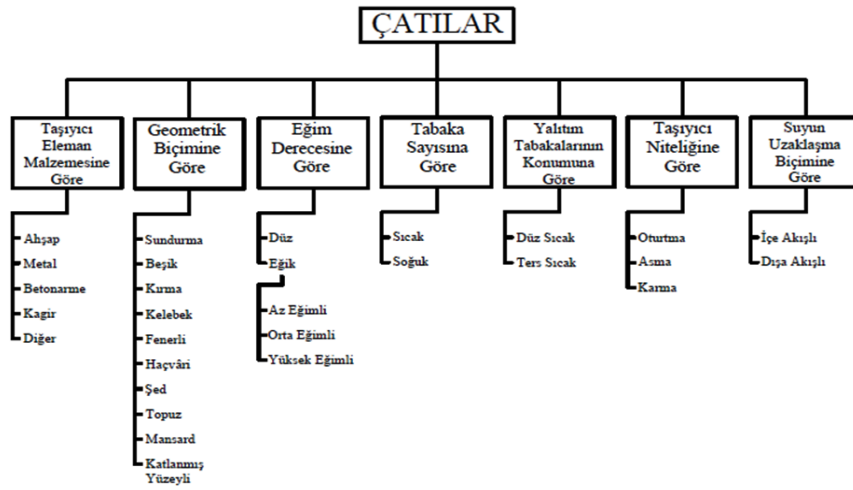 ÇATILAR
Taşıyıcı
Eleman
Malzemesine
Göre
Geometrik
Biçimine
Göre
Eğim
Derecesine
Göre
Tabaka
Sayısına
Göre
Yalıtım
Tabakalarının
Konumuna
Göre
Taşıyıcı
Niteliğine
Göre
Suyun
Uzaklaşma
Biçimine
Göre
Ahşap
Metal
Betonarme
Kagir
Diğer
Sundurma
Beşik
Kırma
Kelebek
Fenerli
Haçvâri
Şed
Topuz
Mansard
Katlanmış
Yüzeyli
Düz
Eğik
Az Eğimli
Orta Eğimli
Yüksek Eğimli
Sıcak
Soğuk
Düz Sıcak
Ters Sıcak
Oturtma
Asma
Karma
İçe Akışlı
Dışa Akışlı